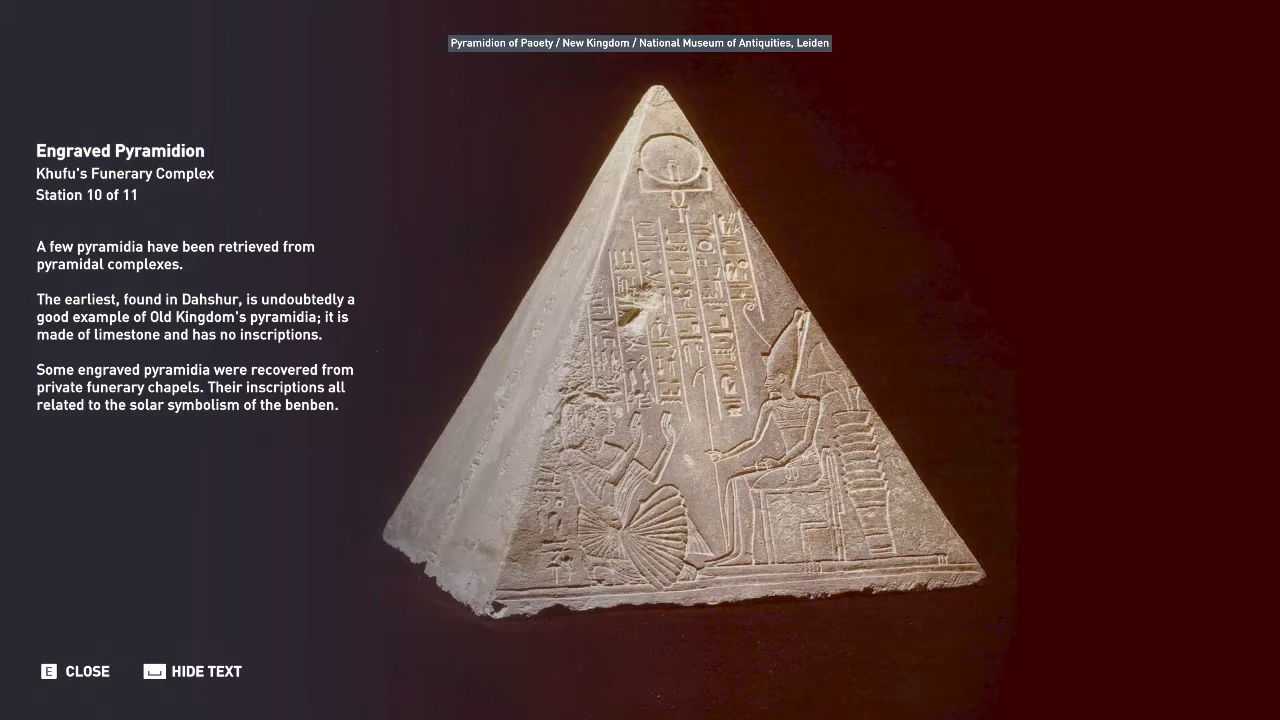 Pyramidion of Paoety / New Kingdom / National Museum of Antiquities, Leiden
Engraved Pyramidion
Khufu's Funerary Complex
Station 10 of 11
A few pyramidia have been retrieved from
pyramidal complexes.
The earliest, found in Dahshur, is undoubtedly a
good example of Old Kingdom's pyramidia; it is
made of limestone and has no inscriptions.
Some engraved pyramidia were recovered from
private funerary chapels. Their inscriptions all
related to the solar symbolism of the benben.
E CLOSE
HIDE TEXT